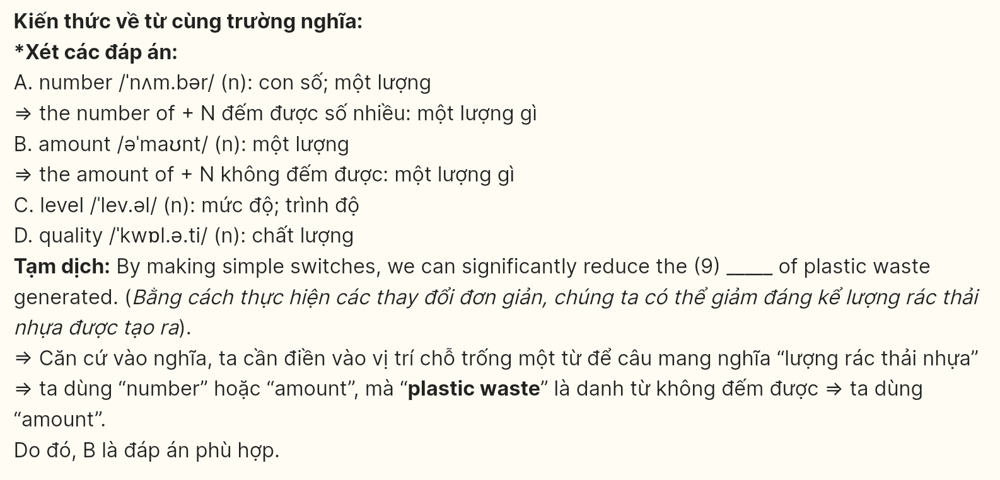 Kiến thức về từ cùng trường nghĩa:
*Xét các đáp án:
A. number /ˈnʌm.bər/ (n): con số; một lượng
⇒ the number of + N đếm được số nhiều: một lượng gì
B. amount /əˈmaʊnt/ (n): một lượng
⇒ the amount of + N không đếm được: một lượng gì
C. level /ˈlev.əl/ (n): mức độ; trình độ
D. quality /ˈkwɒl.ə.ti/ (n): chất lượng
Tạm dịch: By making simple switches, we can significantly reduce the (9) _____ of plastic waste
generated. (Bằng cách thực hiện các thay đổi đơn giản, chúng ta có thể giảm đáng kể lượng rác thải
nhựa được tạo ra).
⇒ Căn cứ vào nghĩa, ta cần điền vào vị trí chỗ trống một từ để câu mang nghĩa “lượng rác thải nhựa”
⇒ ta dùng “number” hoặc “amount”, mà “plastic waste” là danh từ không đếm được ⇒ ta dùng
“amount”.
Do đó, B là đáp án phù hợp.